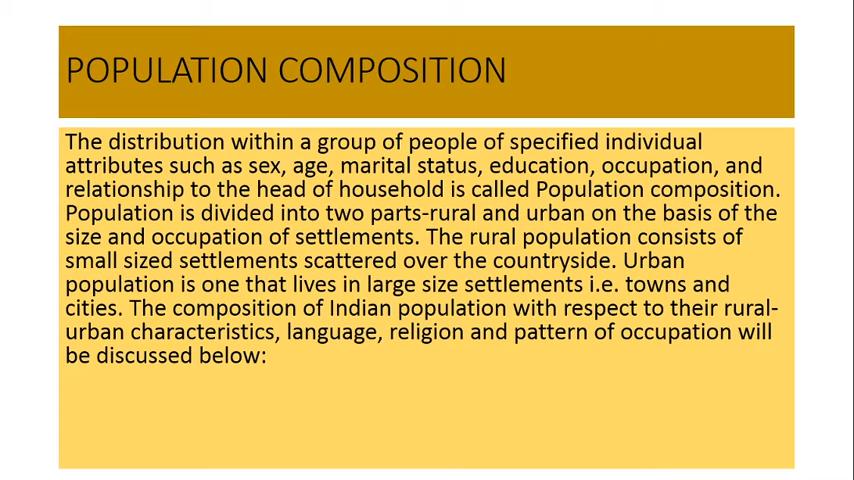 POPULATION COMPOSITION
The distribution within a group of people of specified individual
attributes such as sex, age, marital status, education, occupation, and
relationship to the head of household is called Population composition.
Population is divided into two parts-rural and urban on the basis of the
size and occupation of settlements. The rural population consists of
small sized settlements scattered over the countryside. Urban
population is one that lives in large size settlements i.e. towns and
cities. The composition of Indian population with respect to their rural-
urban characteristics, language, religion and pattern of occupation will
be discussed below: